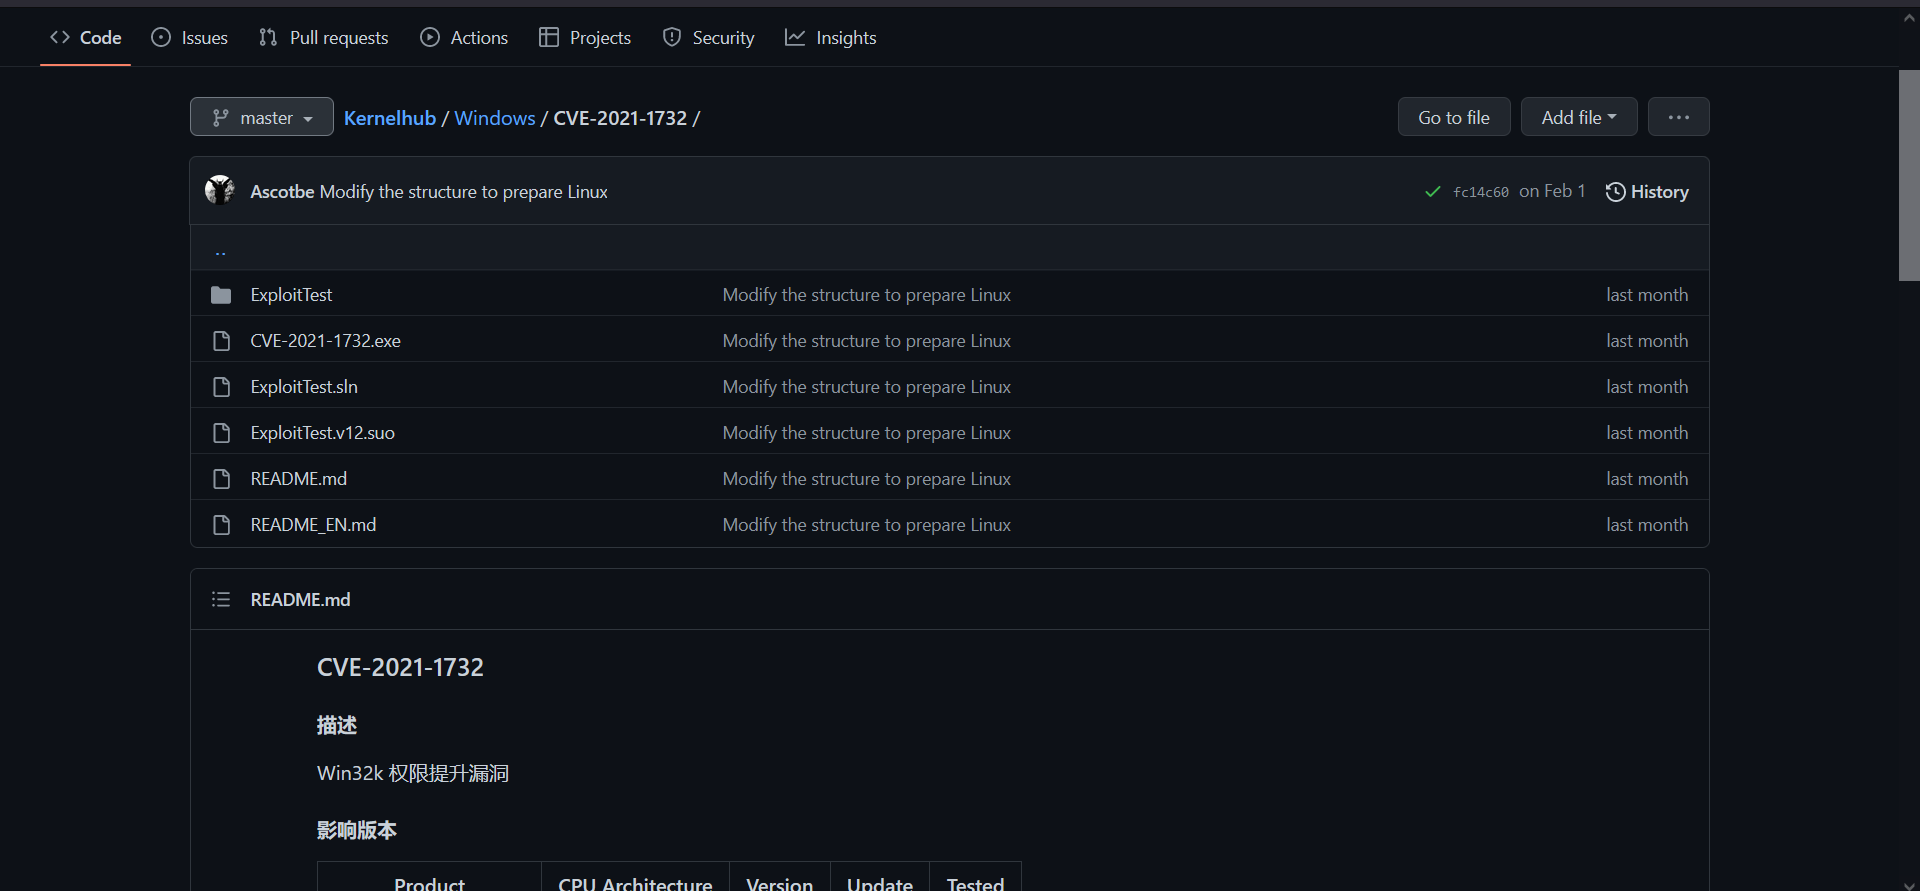 Code Issues Pull requests Actions Projects Security Insights
master Kernelhub / Windows / CVE-2021-1732 / Go to file Add file ...
Ascotbe Modify the structure to prepare Linux fc14c60 on Feb 1 History
..
ExploitTest Modify the structure to prepare Linux last month
CVE-2021-1732.exe Modify the structure to prepare Linux last month
ExploitTest.sln Modify the structure to prepare Linux last month
ExploitTest.v12.suo Modify the structure to prepare Linux last month
README.md Modify the structure to prepare Linux last month
README_EN.md Modify the structure to prepare Linux last month
README.md
CVE-2021-1732
描述
Win32k 权限提升漏洞
影响版本
Product CPU Architecture Version Update Tested